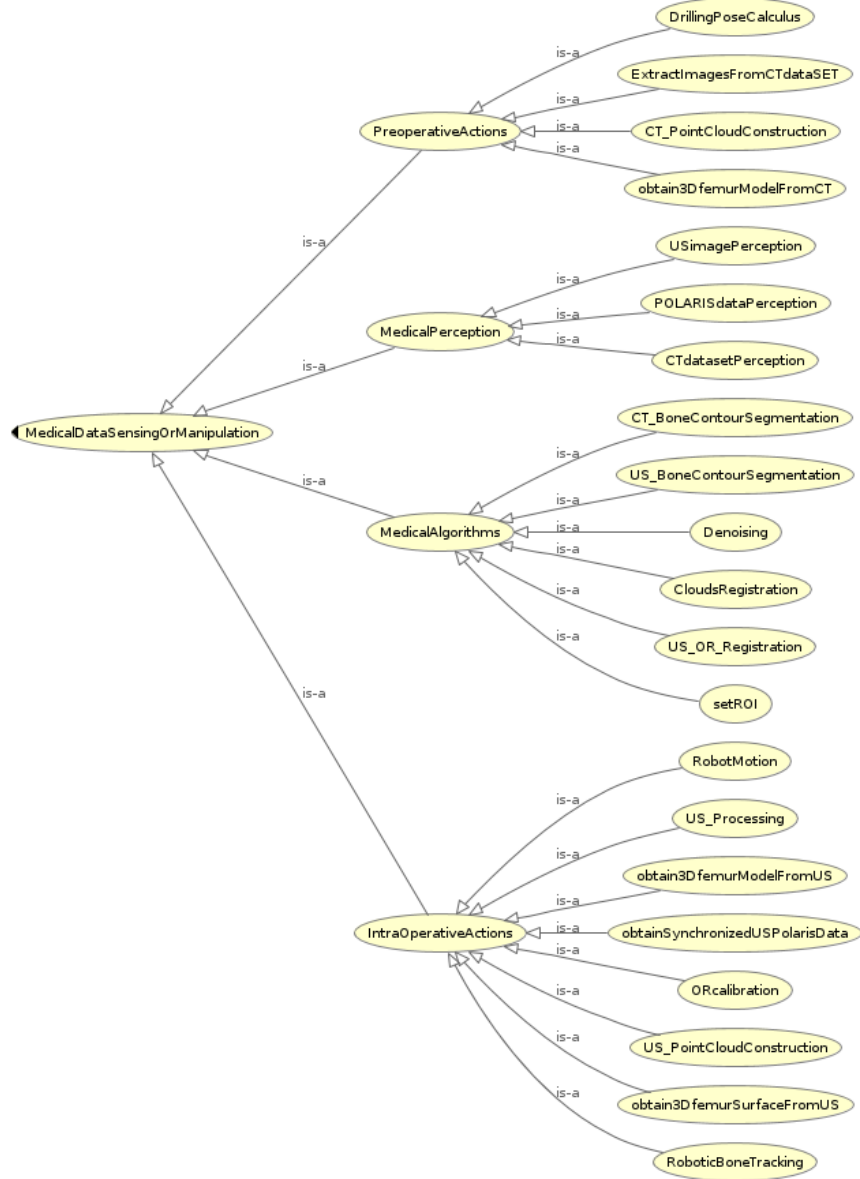 DrillingPoseCalculus
is-a
ExtractImagesFromCTdataSET
is-a
PreoperativeActions
is-a
CT_PointCloudConstruction
is-a
obtain3DfemurModelFromCT
is-a
USimagePerception
is-a
POLARISdataPerception
is-a
MedicalPerception
is-a
CTdatasetPerception
is-a
CT_BoneContourSegmentation
MedicalDataSensingOrManipulation
is-a
US_BoneContourSegmentation
is-a
is-a
MedicalAlgorithms
is-a
Denoising
is-a
CloudsRegistration
is-a
US_OR_Registration
is-a
setROI
is-a
RobotMotion
is-a
US_Processing
is-a
obtain3DfemurModelFromUS
is-a
IntraOperativeActions
is-a
obtainSynchronizedUSPolarisData
is-a
ORcalibration
is-a
US_PointCloudConstruction
is-a
obtain3DfemurSurfaceFromUS
is-a
RoboticBoneTracking